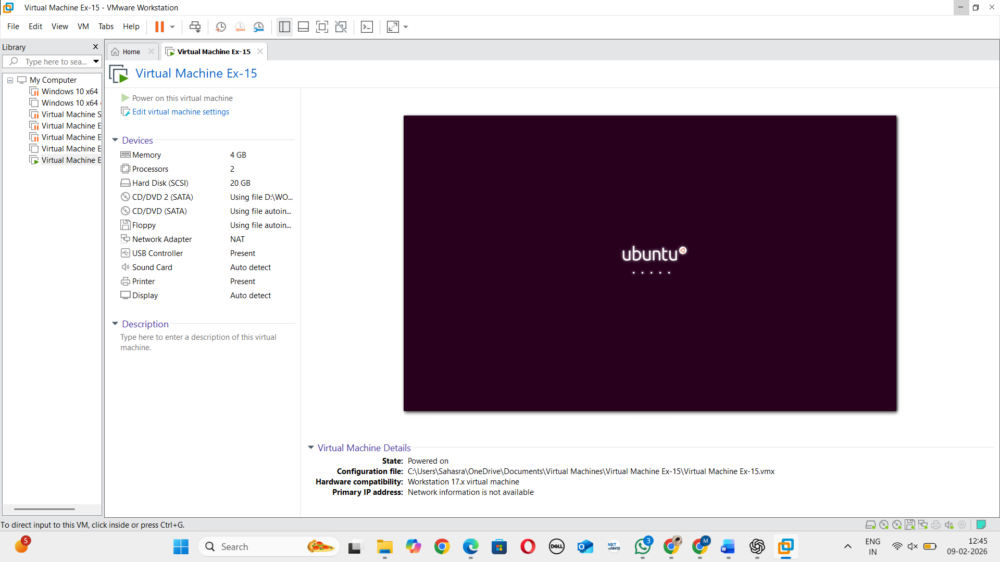 Virtual Machine Ex-15 - VMware Workstation
File Edit View VM Tabs Help
Library
Type here to sea...
My Computer
Windows 10 x64
Windows 10 x64
Virtual Machine S
Virtual Machine E
Virtual Machine E
Virtual Machine E
Virtual Machine E
Home
Virtual Machine Ex-15
Virtual Machine Ex-15
Power on this virtual machine
Edit virtual machine settings
Devices
Memory 4 GB
Processors 2
Hard Disk (SCSI) 20 GB
CD/DVD 2 (SATA) Using file D:\WO...
CD/DVD (SATA) Using file autoin...
Floppy Using file autoin...
Network Adapter NAT
USB Controller Present
Sound Card Auto detect
Printer Present
Display Auto detect
Description
Type here to enter a description of this virtual
machine.
ubuntu
Virtual Machine Details
State: Powered on
Configuration file: C:\Users\Sahasra\OneDrive\Documents\Virtual Machines\Virtual Machine Ex-15\Virtual Machine Ex-15.vmx
Hardware compatibility: Workstation 17.x virtual machine
Primary IP address: Network information is not available
To direct input to this VM, click inside or press Ctrl+G.
5
Search
DELL
NXT
WAVE
3
M
ENG
IN
12:45
09-02-2026